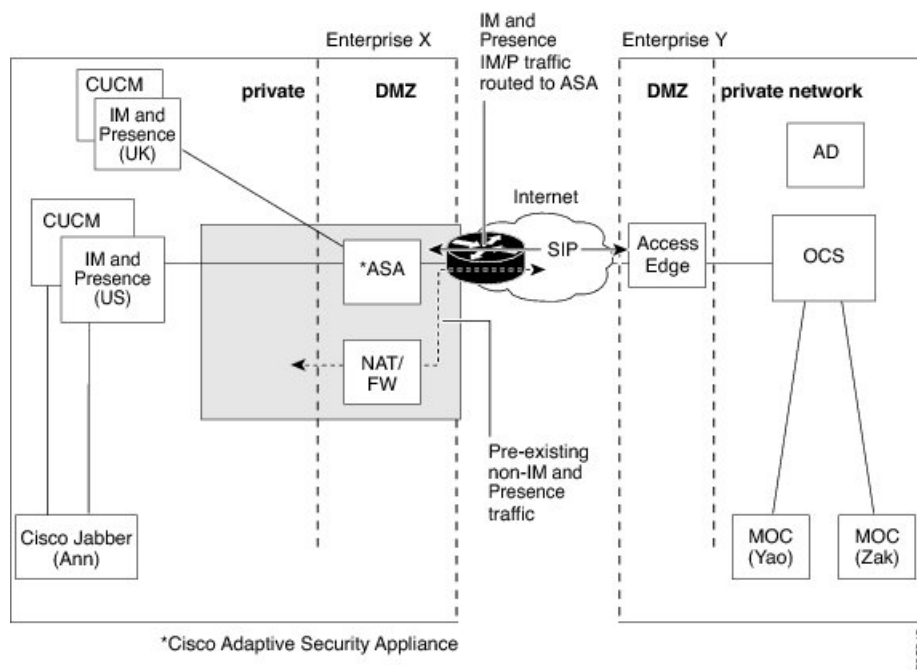 Enterprise X
IM and
Presence
IM/P traffic
routed to ASA
Enterprise Y
CUCM
IM and
Presence
(UK)
private
DMZ
DMZ
private network
AD
Internet
CUCM
IM and
Presence
(US)
*ASA
SIP
Access
Edge
OCS
NAT/
FW
Pre-existing
non-IM and
Presence
traffic
Cisco Jabber
(Ann)
MOC
(Yao)
MOC
(Zak)
*Cisco Adaptive Security Appliance